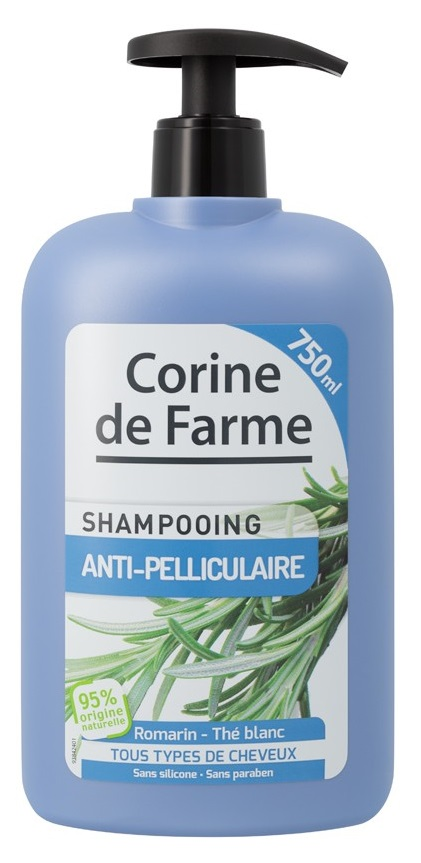 750ml
Corine
de Farme
SHAMPOOING
ANTI-PELLICULAIRE
95%
origine
naturelle
Romarin - Thé blanc
TOUS TYPES DE CHEVEUX
Sans silicone - Sans paraben